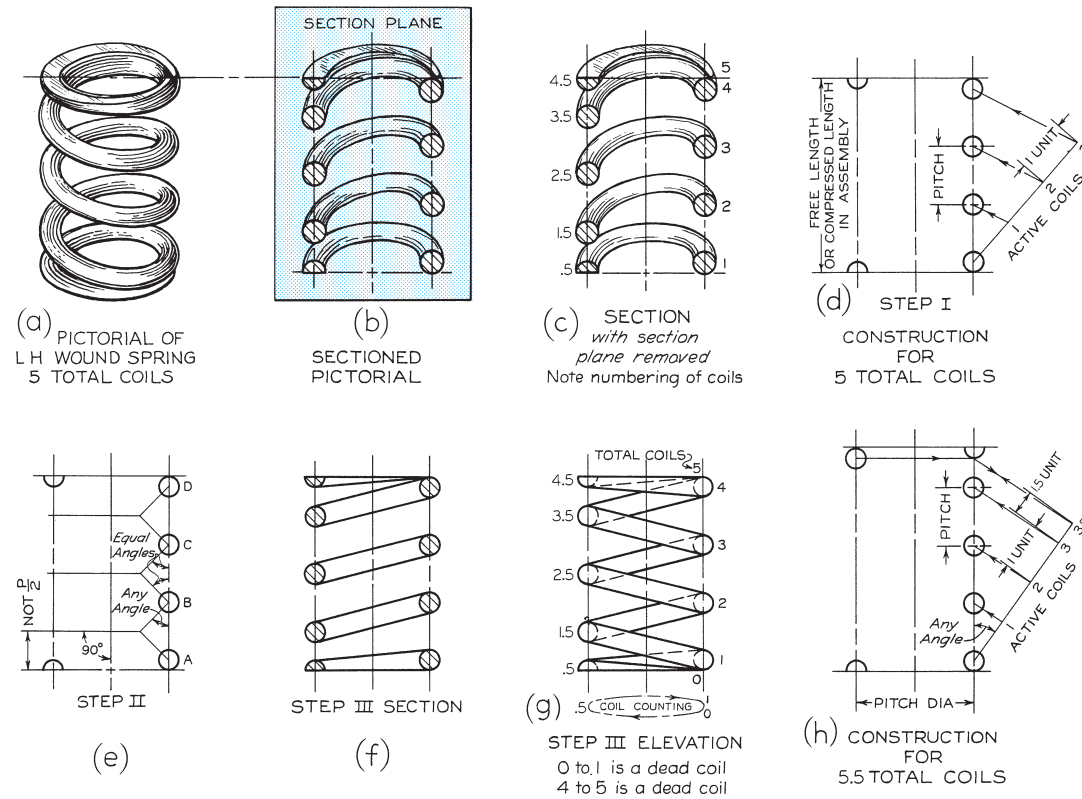 SECTION PLANE
4.5
5
4
3.5
3
2.5
2
1.5
.5
1
FREE LENGTH
OR COMPRESSED LENGTH
IN ASSEMBLY
PITCH
1 UNIT
1
2
ACTIVE COILS
(a) PICTORIAL OF
L H WOUND SPRING
5 TOTAL COILS
(b)
SECTIONED
PICTORIAL
(c) SECTION
with section
plane removed
Note numbering of coils
(d) STEP I
CONSTRUCTION
FOR
5 TOTAL COILS
D
C
B
A
Equal
Angles
Any
Angle
NOT P/2
90°
STEP II
(e)
STEP III SECTION
(f)
TOTAL COILS
5
4.5
4
3.5
3
2.5
2
1.5
1
.5
0
.5 COIL COUNTING 1
0
(g)
STEP III ELEVATION
0 to 1 is a dead coil
4 to 5 is a dead coil
1.5 UNIT
PITCH
1 UNIT
3
2
1
ACTIVE COILS
Any
Angle
PITCH DIA
(h) CONSTRUCTION
FOR
5.5 TOTAL COILS